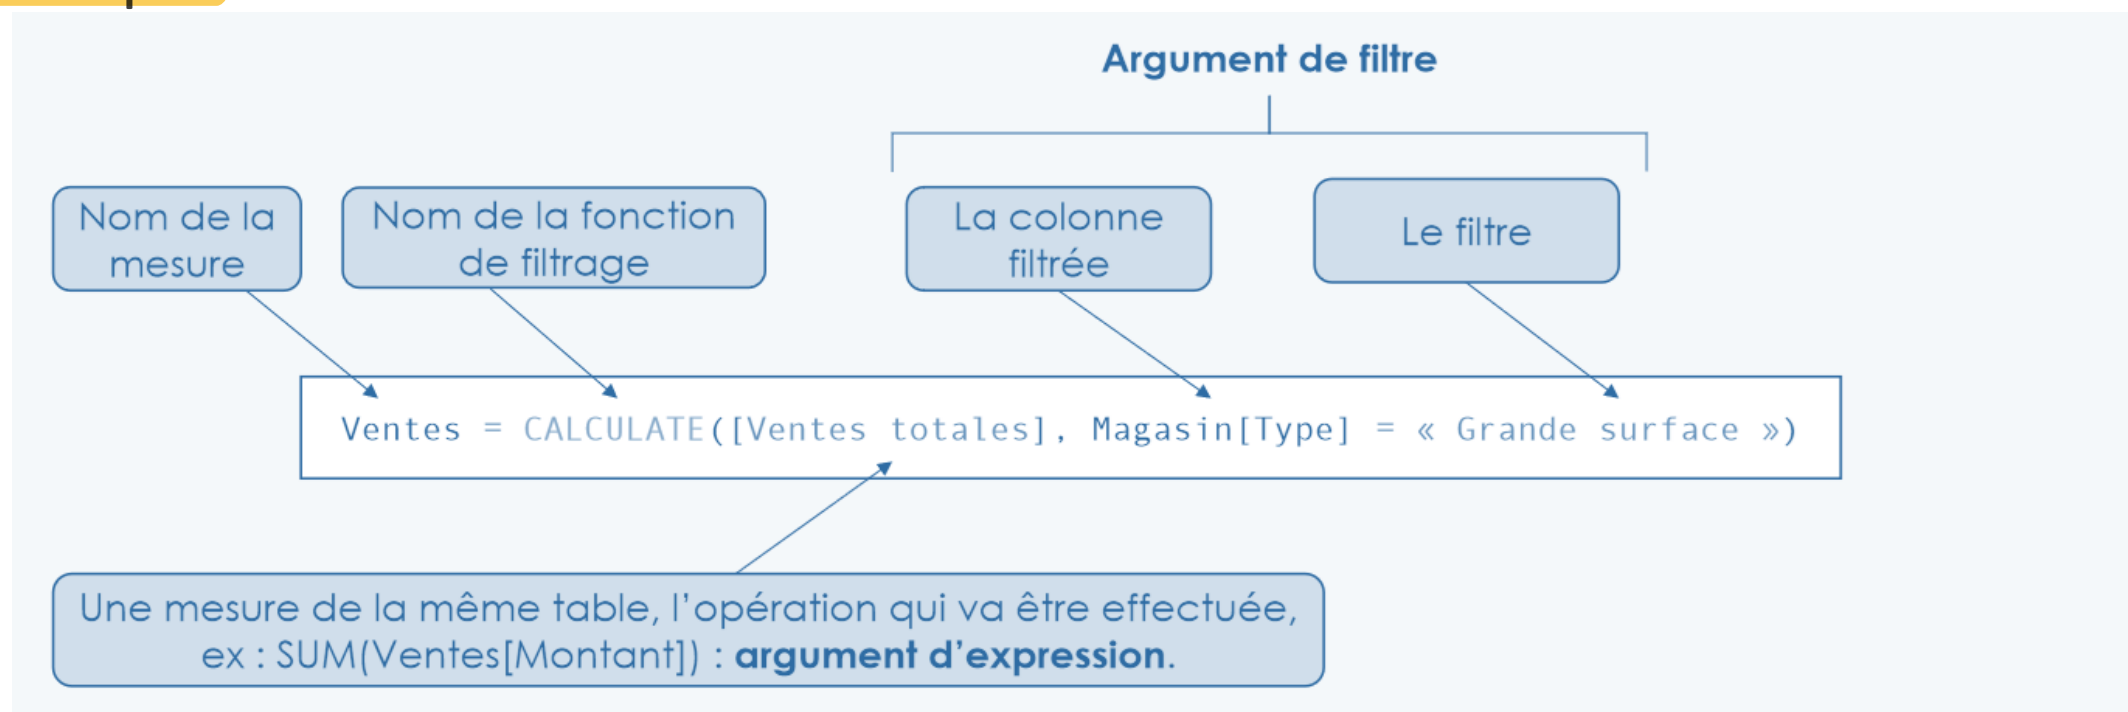 Argument de filtre
Nom de la
mesure
Nom de la fonction
de filtrage
La colonne
filtrée
Le filtre
Ventes = CALCULATE([Ventes totales], Magasin[Type] = « Grande surface »)
Une mesure de la même table, l’opération qui va être effectuée,
ex : SUM(Ventes[Montant]) : argument d’expression.